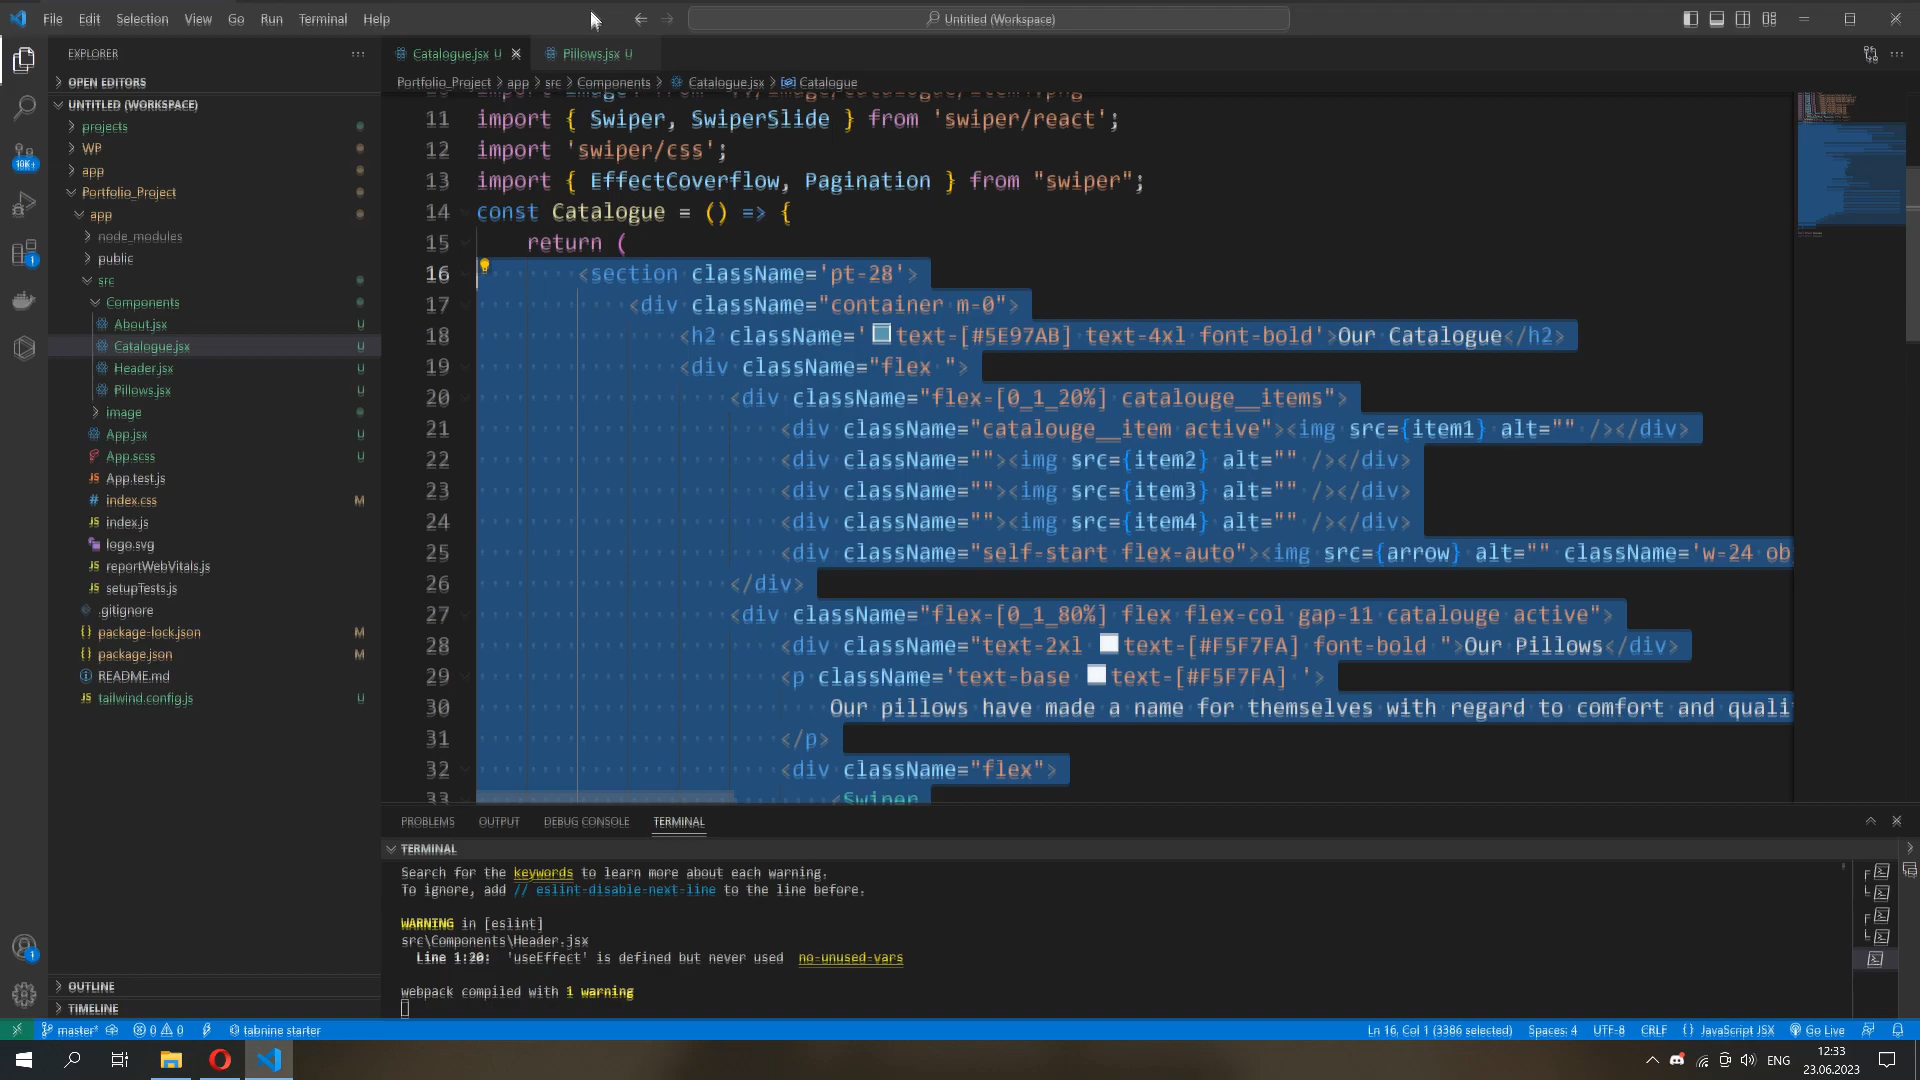 File Edit Selection View Go Run Terminal Help
Untitled (Workspace)
EXPLORER
OPEN EDITORS
UNTITLED (WORKSPACE)
projects
WP
app
Portfolio_Project
app
node_modules
public
src
Components
About.jsx U
Catalogue.jsx U
Header.jsx U
Pillows.jsx U
image
App.jsx U
App.scss U
App.test.js
index.css M
index.js
logo.svg
reportWebVitals.js
setupTests.js
.gitignore
package-lock.json M
package.json M
README.md
tailwind.config.js U
OUTLINE
TIMELINE
10K+
1
1
Catalogue.jsx U
Pillows.jsx U
Portfolio_Project > app > src > Components > Catalogue.jsx > Catalogue
11 import { Swiper, SwiperSlide } from 'swiper/react';
12 import 'swiper/css';
13 import { EffectCoverflow, Pagination } from "swiper";
14 const Catalogue = () => {
15 return (
16 <section className='pt-28'>
17 <div className="container m-0">
18 <h2 className='text-[#5E97AB] text-4xl font-bold'>Our Catalogue</h2>
19 <div className="flex ">
20 <div className="flex-[0_1_20%] catalouge__items">
21 <div className="catalouge__item active"><img src={item1} alt="" /></div>
22 <div className=""><img src={item2} alt="" /></div>
23 <div className=""><img src={item3} alt="" /></div>
24 <div className=""><img src={item4} alt="" /></div>
25 <div className="self-start flex-auto"><img src={arrow} alt="" className='w-24 ob
26 </div>
27 <div className="flex-[0_1_80%] flex flex-col gap-11 catalouge active">
28 <div className="text-2xl text-[#F5F7FA] font-bold ">Our Pillows</div>
29 <p className='text-base text-[#F5F7FA] '>
30 Our pillows have made a name for themselves with regard to comfort and quali
31 </p>
32 <div className="flex">
33 <Swiper
PROBLEMS OUTPUT DEBUG CONSOLE TERMINAL
TERMINAL
Search for the keywords to learn more about each warning.
To ignore, add // eslint-disable-next-line to the line before.
WARNING in [eslint]
src\Components\Header.jsx
Line 1:20: 'useEffect' is defined but never used no-unused-vars
webpack compiled with 1 warning
master* 0 0 tabnine starter
Ln 16, Col 1 (3386 selected) Spaces: 4 UTF-8 CRLF {} JavaScript JSX Go Live
ENG
12:33
23.06.2023